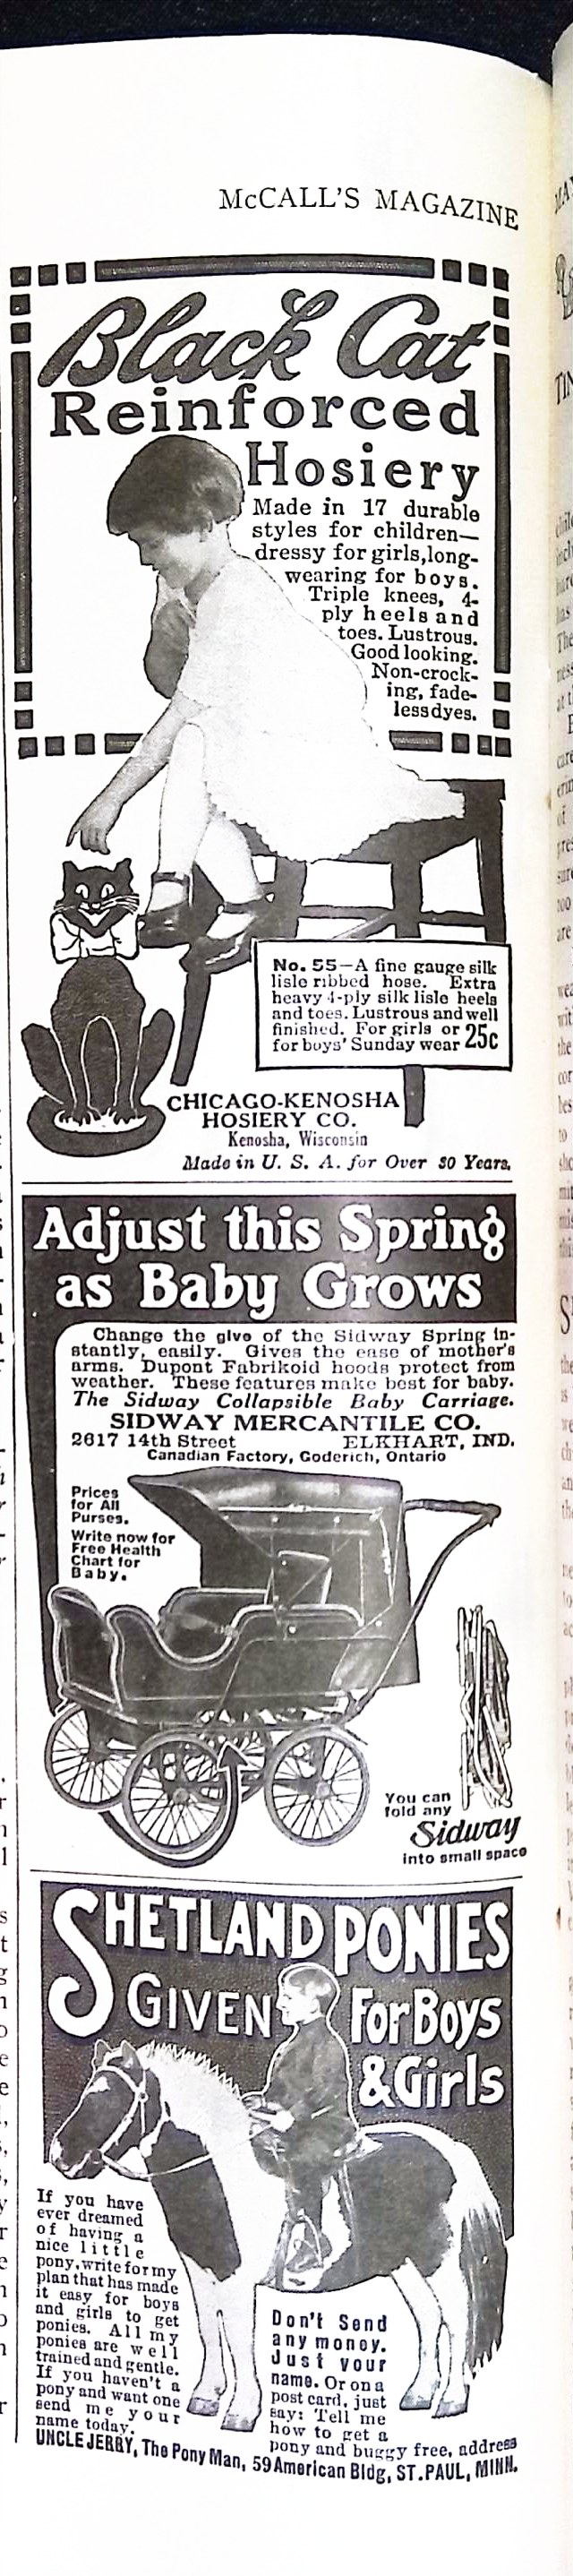 McCALL'S MAGAZINE
Black Cat
Reinforced
Hosiery
Made in 17 durable
styles for children—
dressy for girls, long-
wearing for boys.
Triple knees, 4-
ply heels and
toes. Lustrous.
Good looking.
Non-crock-
ing, fade-
less dyes.
No. 55—A fine gauge silk
lisle ribbed hose. Extra
heavy 4-ply silk lisle heels
and toes. Lustrous and well
finished. For girls or
for boys' Sunday wear 25c
CHICAGO-KENOSHA
HOSIERY CO.
Kenosha, Wisconsin
Made in U. S. A. for Over 30 Years.
Adjust this Spring
as Baby Grows
Change the give of the Sidway Spring in-
stantly, easily. Gives the ease of mother's
arms. Dupont Fabrikoid hoods protect from
weather. These features make best for baby.
The Sidway Collapsible Baby Carriage.
SIDWAY MERCANTILE CO.
2617 14th Street ELKHART, IND.
Canadian Factory, Goderich, Ontario
Prices
for All
Purses.
Write now for
Free Health
Chart for
Baby.
You can
fold any
Sidway
into small space
SHETLAND PONIES
GIVEN For Boys
& Girls
If you have
ever dreamed
of having a
nice little
pony, write for my
plan that has made
it easy for boys
and girls to get
ponies. All my
ponies are well
trained and gentle.
If you haven't a
pony and want one
send me your
name today.
Don't Send
any money.
Just your
name. Or on a
post card, just
say: Tell me
how to get a
pony and buggy free, address
UNCLE JERRY, The Pony Man, 59 American Bldg, ST. PAUL, MINN.